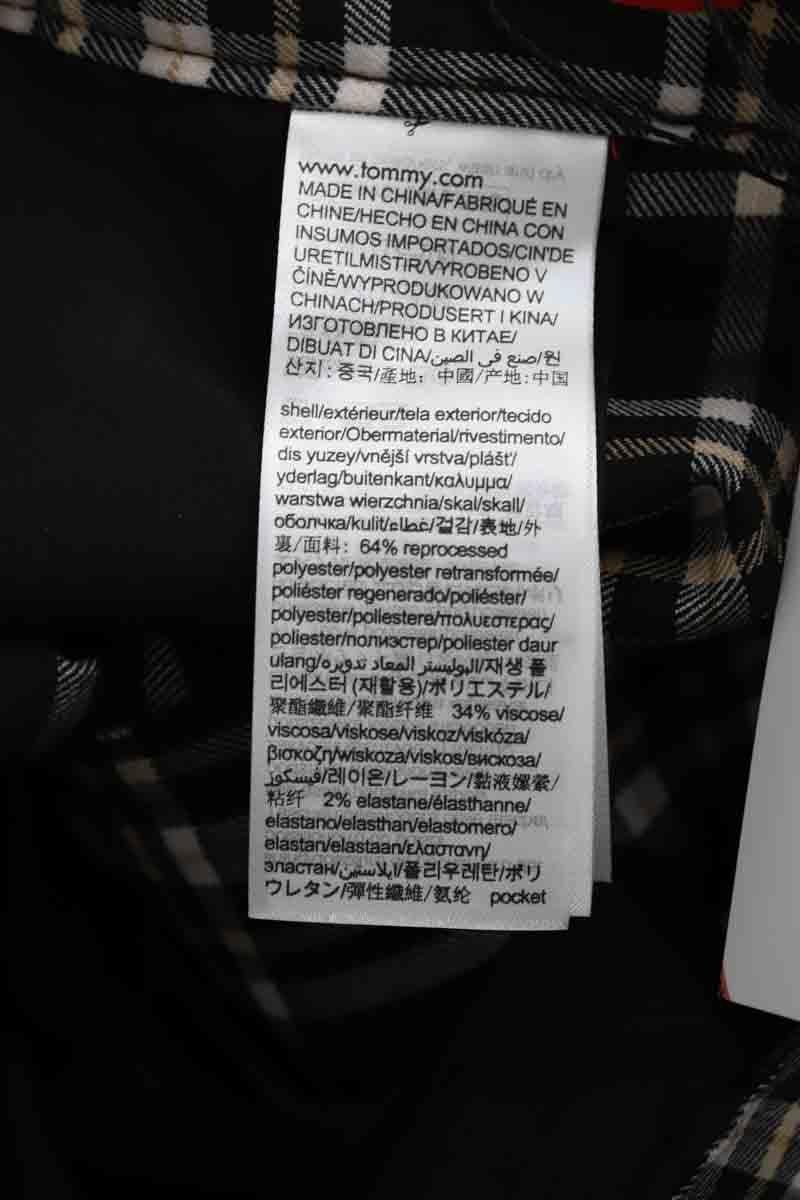 www.tommy.com
MADE IN CHINA/FABRIQUÉ EN
CHINE/HECHO EN CHINA CON
INSUMOS IMPORTADOS/CIN'DE
URETILMISTIR/VYROBENO V
ČÍNĚ/WYPRODUKOWANO W
CHINACH/PRODUSERT I KINA/
ИЗГОТОВЛЕНО В КИТАЕ/
DIBUAT DI CINA/صنع في الصين/원
산지: 중국/產地: 中國/产地:中国
shell/extérieur/tela exterior/tecido
exterior/Obermaterial/rivestimento/
dis yuzey/vnější vrstva/plášť/
yderlag/buitenkant/καλυμμα/
warstwa wierzchnia/skal/skall/
оболчка/kulit/غطاء/겉감/表地/外
裏/面料: 64% reprocessed
polyester/polyester retransformée/
poliéster regenerado/poliéster/
polyester/poliestere/πολυεστερας/
poliester/полиэстер/poliester daur
ulang/البوليستر المعاد تدويره/재생 폴
리에스터 (재활용)/ポリエステル/
聚酯纖維/聚酯纤维 34% viscose/
viscosa/viskose/viskoz/viskóza/
βισκοζη/wiskoza/viskos/вискоза/
فيسكوز/레이온/レーヨン/黏液嫘縈/
粘纤 2% elastane/élasthanne/
elastano/elasthan/elastomero/
elastan/elastaan/ελαστανη/
эластан/ايلاستين/폴리우레탄/ポリ
ウレタン/彈性纖維/氨纶 pocket